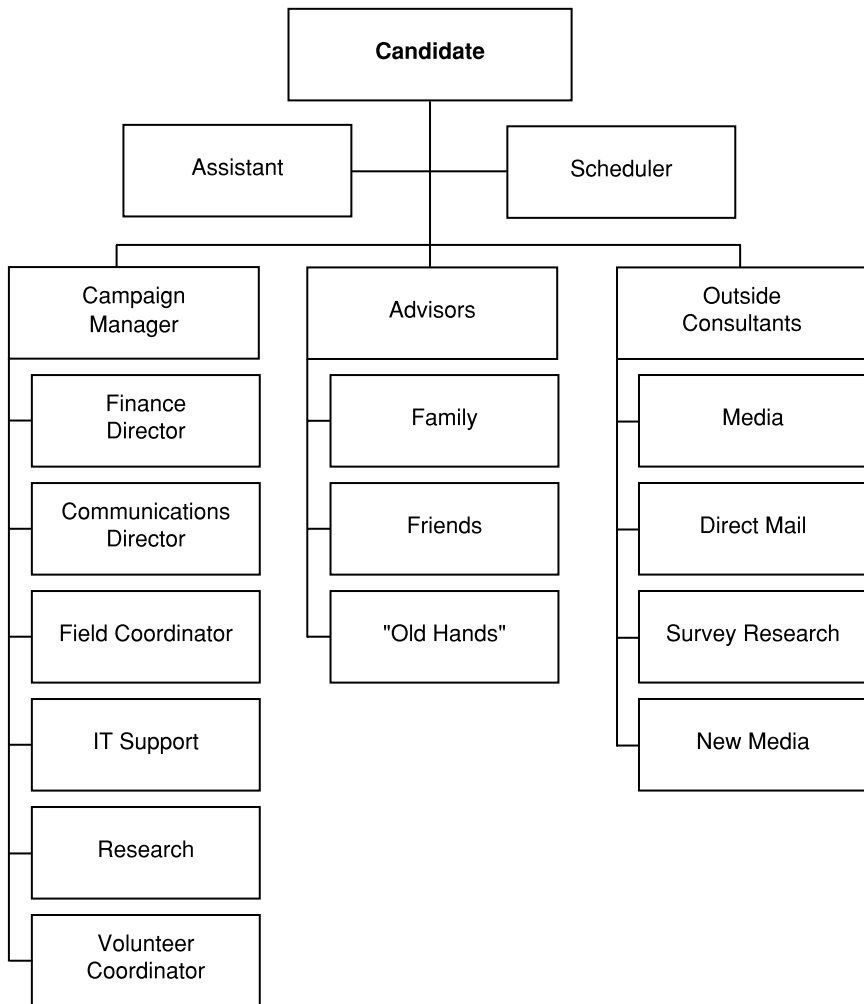 Candidate
Assistant
Scheduler
Campaign
Manager
Advisors
Outside
Consultants
Finance
Director
Family
Media
Communications
Director
Friends
Direct Mail
Field Coordinator
"Old Hands"
Survey Research
IT Support
New Media
Research
Volunteer
Coordinator